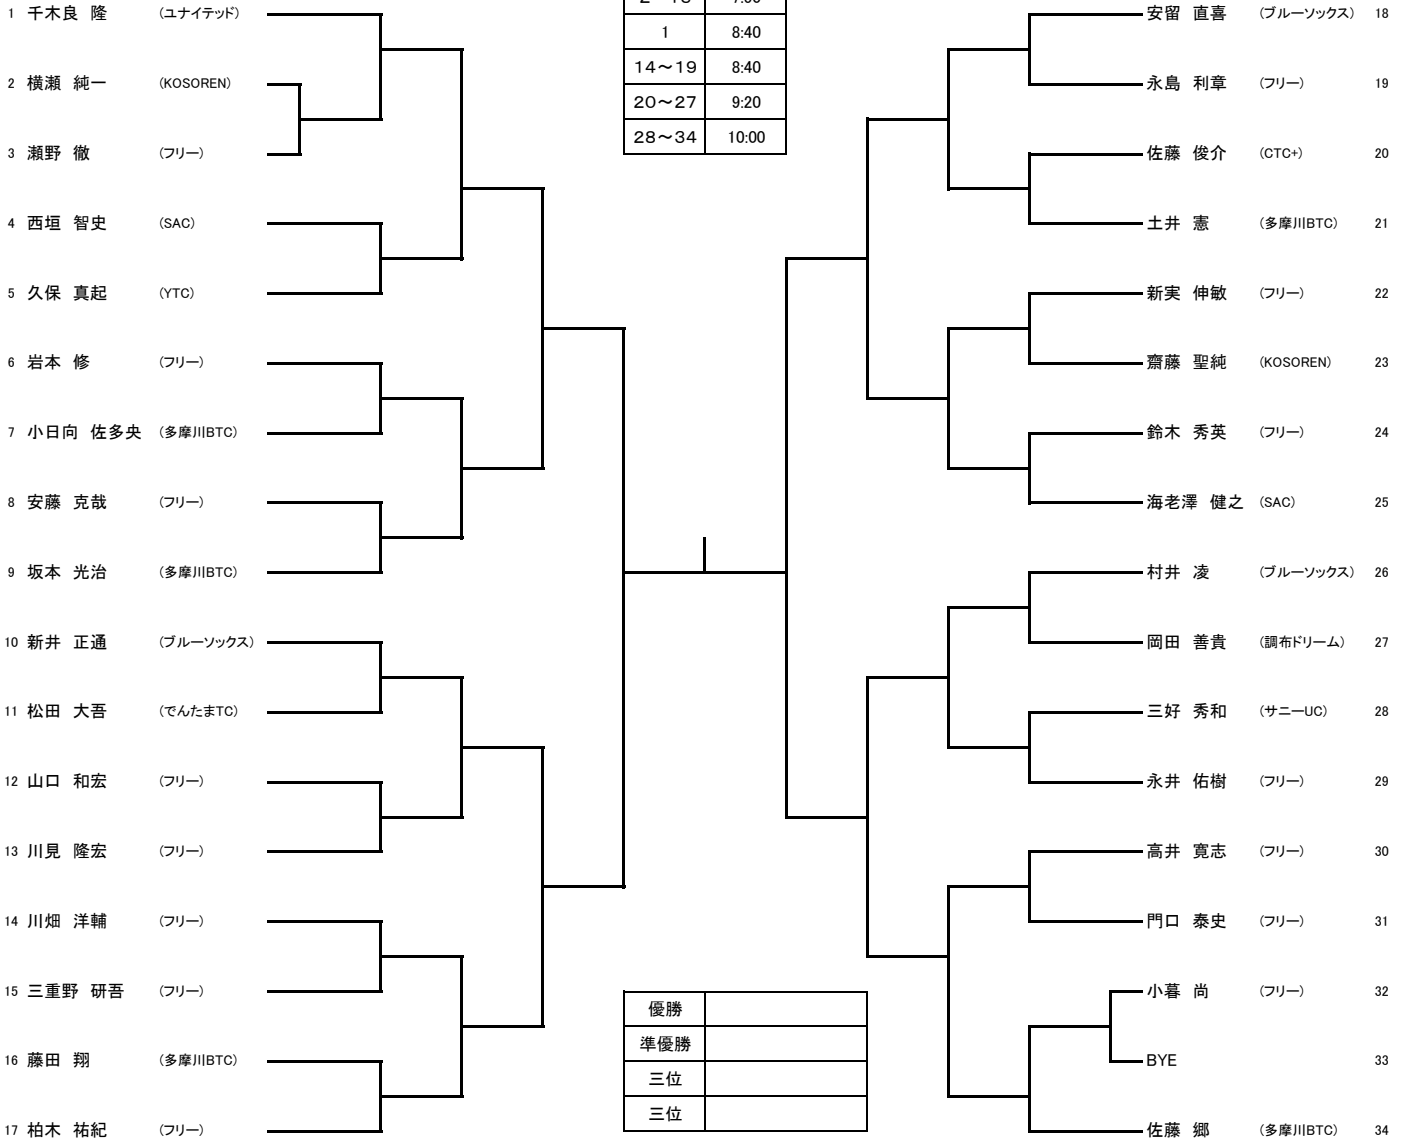 1 千木良 隆 (ユナイテッド)
2 横瀬 純一 (KOSOREN)
3 瀬野 徹 (フリー)
4 西垣 智史 (SAC)
5 久保 真起 (YTC)
6 岩本 修 (フリー)
7 小日向 佐多央 (多摩川BTC)
8 安藤 克哉 (フリー)
9 坂本 光治 (多摩川BTC)
10 新井 正通 (ブルーソックス)
11 松田 大吾 (でんたまTC)
12 山口 和宏 (フリー)
13 川見 隆宏 (フリー)
14 川畑 洋輔 (フリー)
15 三重野 研吾 (フリー)
16 藤田 翔 (多摩川BTC)
17 柏木 祐紀 (フリー)
1 8:40
14～19 8:40
20～27 9:20
28～34 10:00
優勝
準優勝
三位
三位
安留 直喜 (ブルーソックス) 18
永島 利章 (フリー) 19
佐藤 俊介 (CTC+) 20
土井 憲 (多摩川BTC) 21
新実 伸敏 (フリー) 22
齋藤 聖純 (KOSOREN) 23
鈴木 秀英 (フリー) 24
海老澤 健之 (SAC) 25
村井 凌 (ブルーソックス) 26
岡田 善貴 (調布ドリーム) 27
三好 秀和 (サニーUC) 28
永井 佑樹 (フリー) 29
高井 寛志 (フリー) 30
門口 泰史 (フリー) 31
小暮 尚 (フリー) 32
BYE 33
佐藤 郷 (多摩川BTC) 34